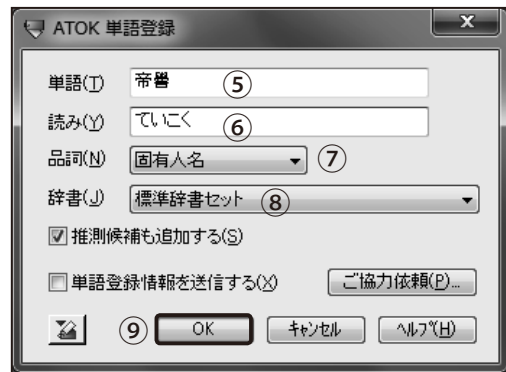 ATOK 単語登録
単語(T) 帝嚳 ⑤
読み(Y) ていこく ⑥
品詞(N) 固有人名 ⑦
辞書(J) 標準辞書セット ⑧
推測候補も追加する(S)
単語登録情報を送信する(X) ご協力依頼(P)...
⑨ OK キャンセル ヘルプ(H)